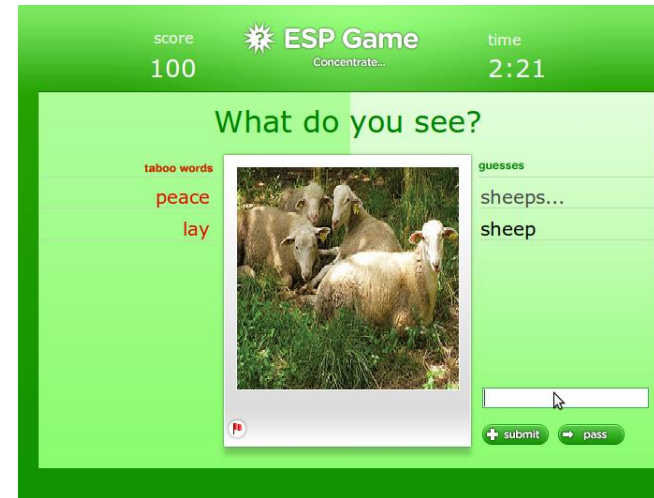 score
100
ESP Game
Concentrate...
time
2:21
What do you see?
taboo words
peace
lay
guesses
sheeps...
sheep
submit
pass